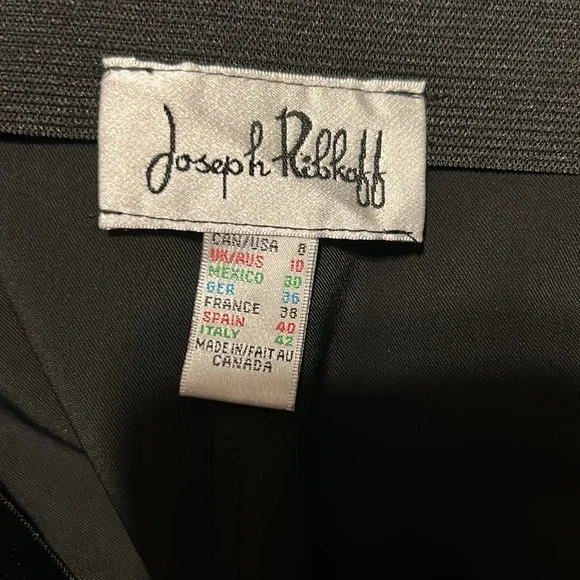 Joseph Ribkoff
CAN/USA 8
UK/AUS 10
MEXICO 30
GER 36
FRANCE 38
SPAIN 40
ITALY 42
MADE IN/FAIT AU
CANADA